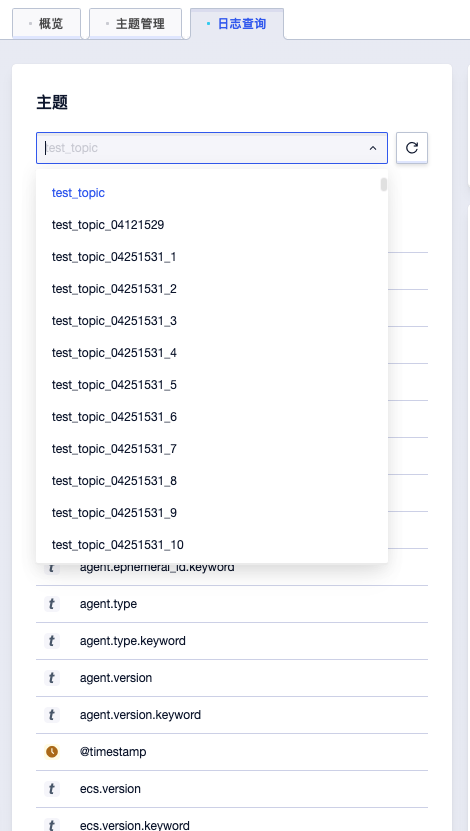 概览
主题管理
日志查询
主题
test_topic
test_topic
test_topic_04121529
test_topic_04251531_1
test_topic_04251531_2
test_topic_04251531_3
test_topic_04251531_4
test_topic_04251531_5
test_topic_04251531_6
test_topic_04251531_7
test_topic_04251531_8
test_topic_04251531_9
test_topic_04251531_10
t agent.ephemeral_id.keyword
t agent.type
t agent.type.keyword
t agent.version
t agent.version.keyword
@timestamp
t ecs.version
t ecs.version.keyword